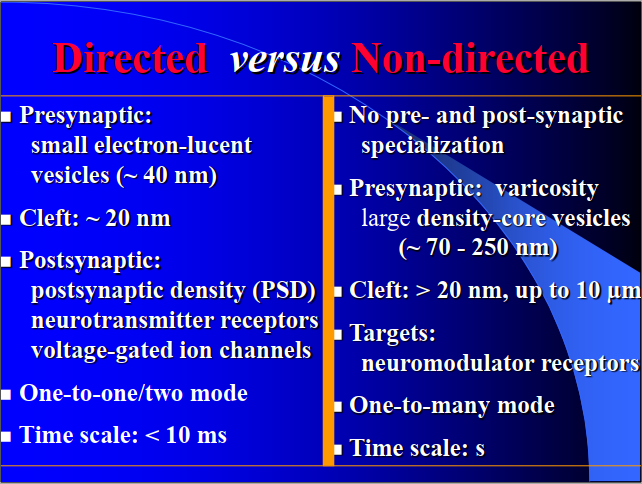 Directed versus Non-directed
Presynaptic:
small electron-lucent
vesicles (~ 40 nm)
Cleft: ~ 20 nm
Postsynaptic:
postsynaptic density (PSD)
neurotransmitter receptors
voltage-gated ion channels
One-to-one/two mode
Time scale: < 10 ms
No pre- and post-synaptic
specialization
Presynaptic: varicosity
large density-core vesicles
(~ 70 - 250 nm)
Cleft: > 20 nm, up to 10 μm
Targets:
neuromodulator receptors
One-to-many mode
Time scale: s